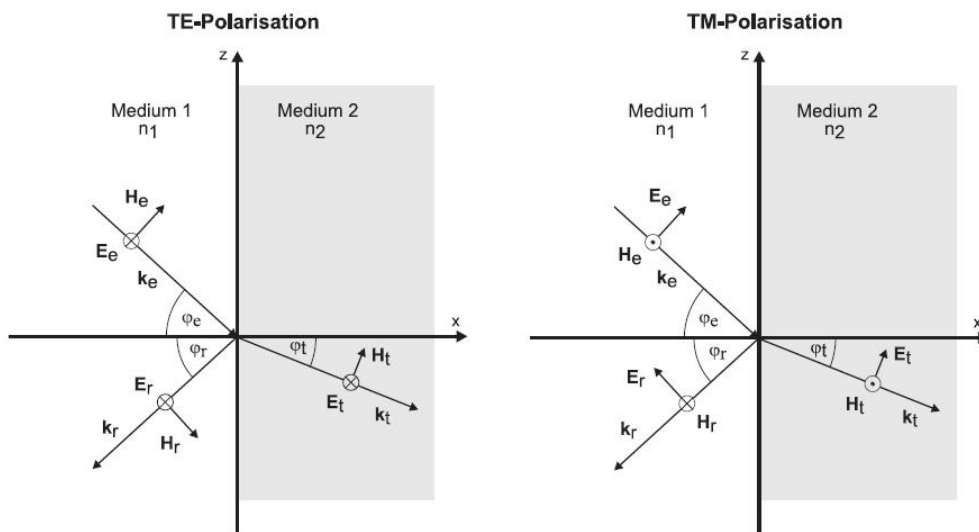 TE-Polarisation
z
Medium 1
n1
Medium 2
n2
He
Ee
ke
φe
x
φr
φt
Ht
Er
Et
kr
kt
Hr
TM-Polarisation
z
Medium 1
n1
Medium 2
n2
Ee
He
ke
φe
x
φr
φt
Et
Er
Ht
kr
Hr
kt